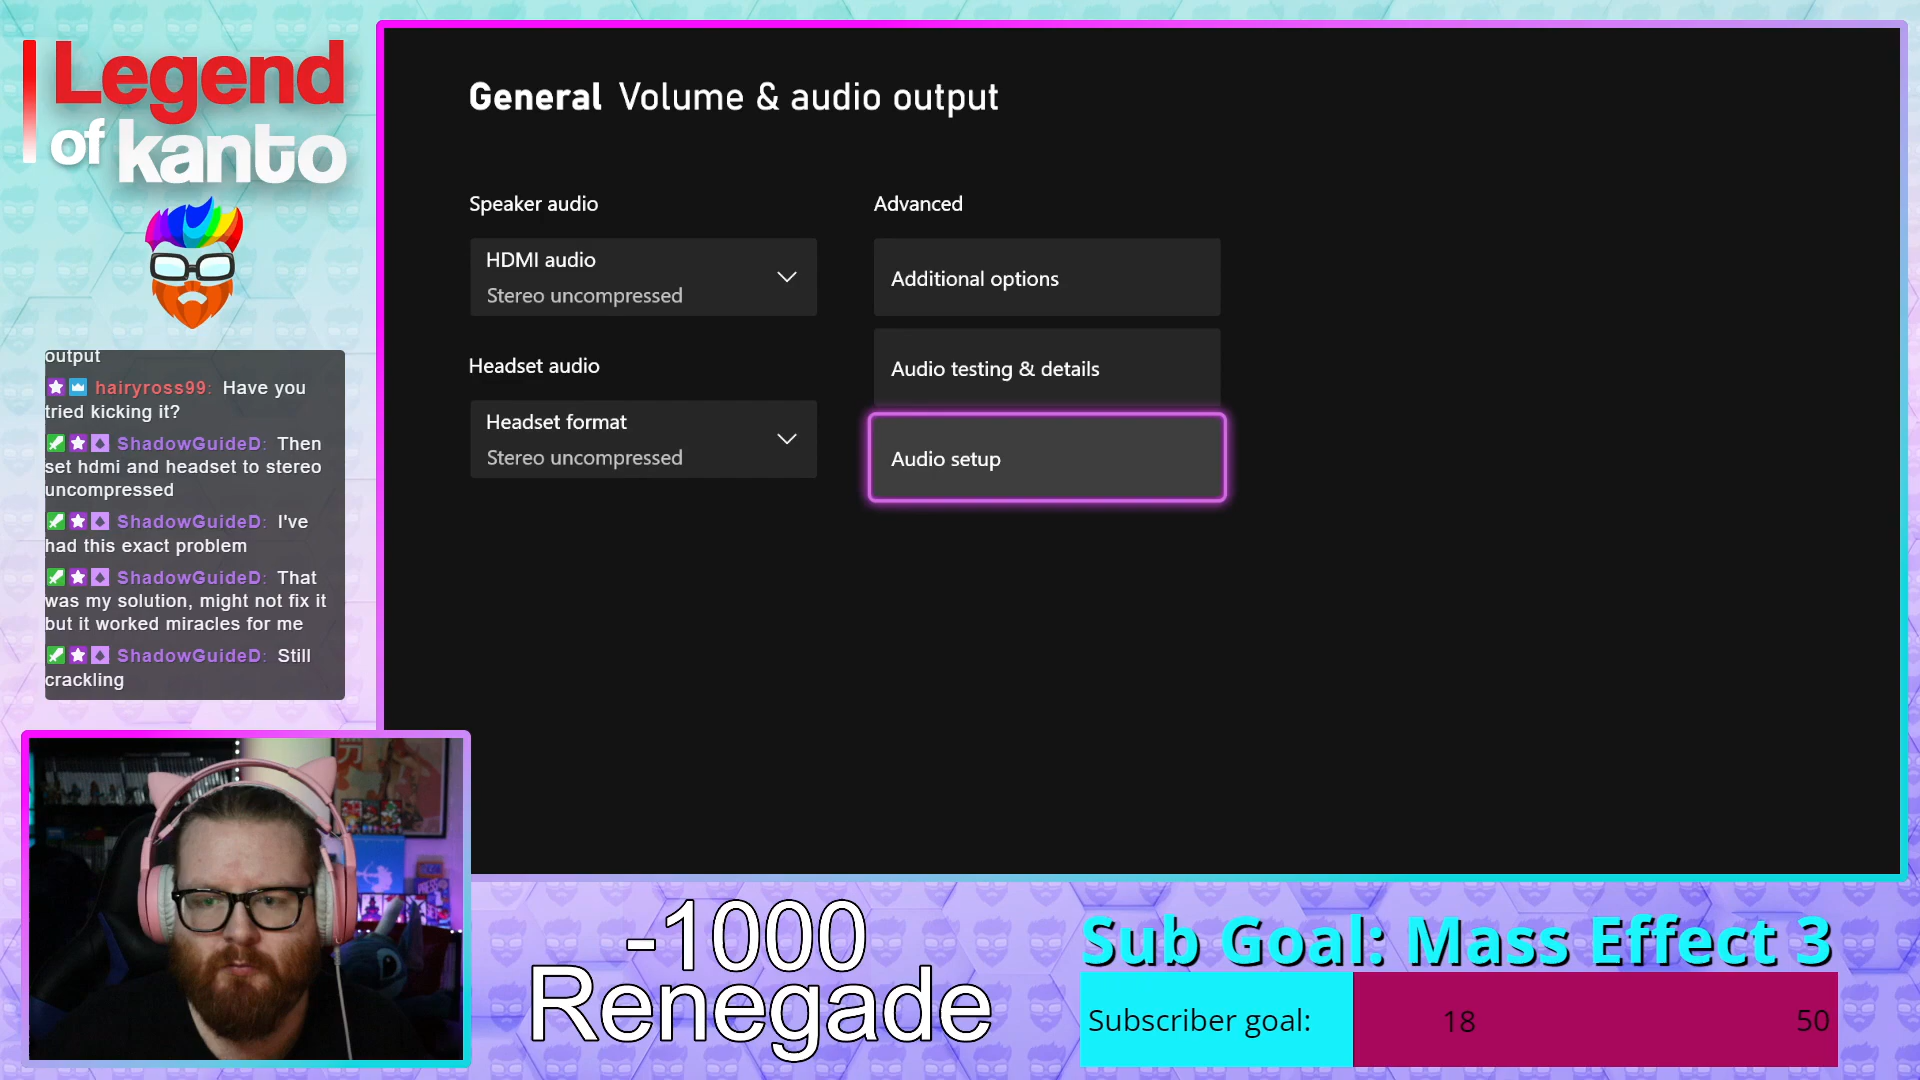 Legend
of kanto
output
hairyross99: Have you
tried kicking it?
ShadowGuideD: Then
set hdmi and headset to stereo
uncompressed
ShadowGuideD: I've
had this exact problem
ShadowGuideD: That
was my solution, might not fix it
but it worked miracles for me
ShadowGuideD: Still
crackling
General Volume & audio output
Speaker audio
HDMI audio
Stereo uncompressed
Headset audio
Headset format
Stereo uncompressed
Advanced
Additional options
Audio testing & details
Audio setup
-1000
Renegade
Sub Goal: Mass Effect 3
Subscriber goal: 18 50